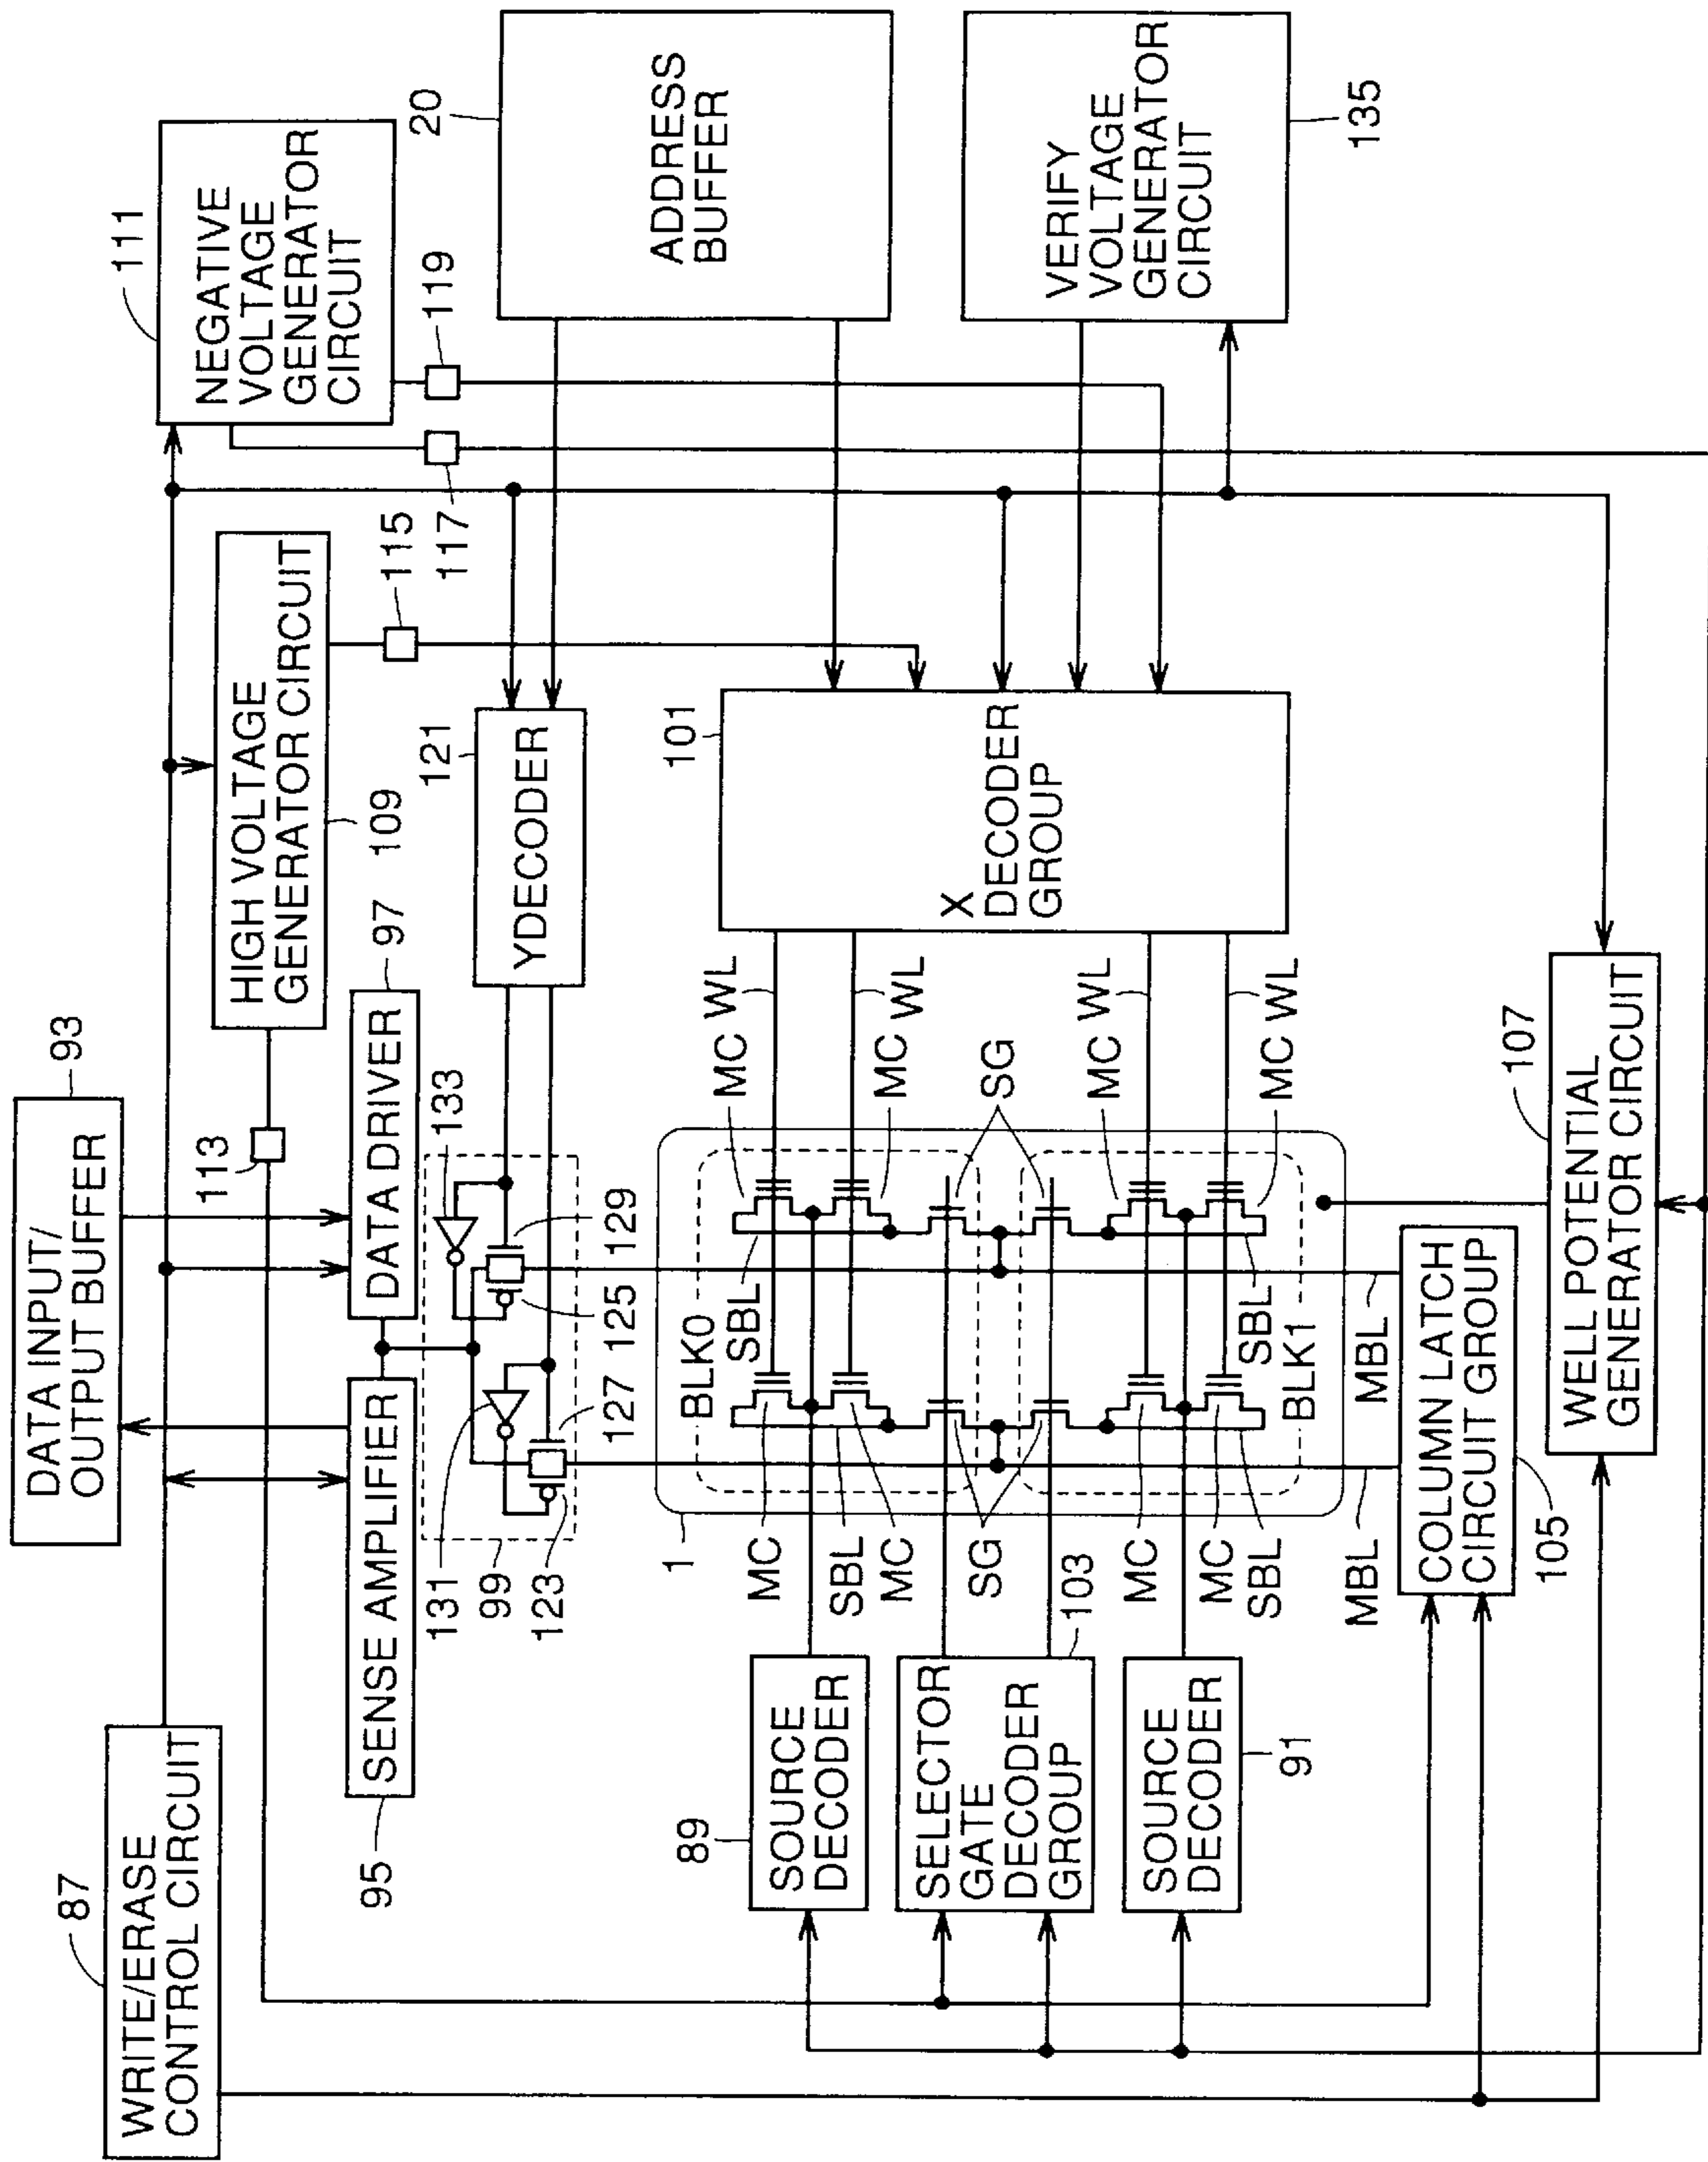 87
WRITE/ERASE
CONTROL CIRCUIT
DATA INPUT/
OUTPUT BUFFER
93
111
NEGATIVE
VOLTAGE
GENERATOR
CIRCUIT
113
HIGH VOLTAGE
GENERATOR CIRCUIT
109
115
117
119
20
ADDRESS
BUFFER
95
SENSE AMPLIFIER
DATA DRIVER
97
131
99
123
127
125
129
133
YDECODER
121
89
SOURCE
DECODER
SELECTOR
GATE
DECODER
GROUP
103
SOURCE
DECODER
91
1
MC
SBL
MC
SG
MC
MC
SBL
MBL
BLK0
SBL
BLK1
SBL
MBL
MC
WL
MC
WL
SG
MC
WL
MC
WL
101
X
DECODER
GROUP
VERIFY
VOLTAGE
GENERATOR
CIRCUIT
135
COLUMN LATCH
CIRCUIT GROUP
105
107
WELL POTENTIAL
GENERATOR CIRCUIT